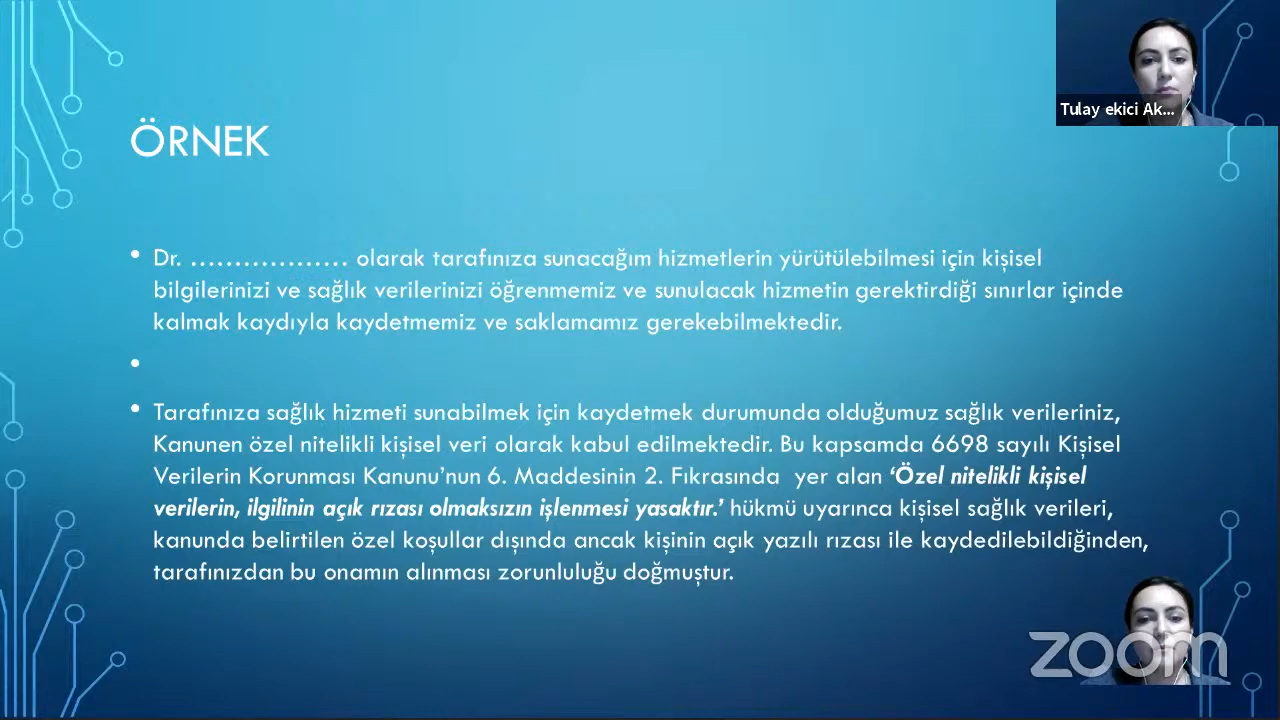 Tulay ekici Ak...
ÖRNEK
• Dr. ……………… olarak tarafınıza sunacağım hizmetlerin yürütülebilmesi için kişisel
bilgilerinizi ve sağlık verilerinizi öğrenmemiz ve sunulacak hizmetin gerektirdiği sınırlar içinde
kalmak kaydıyla kaydetmemiz ve saklamamız gerekebilmektedir.
•
• Tarafınıza sağlık hizmeti sunabilmek için kaydetmek durumunda olduğumuz sağlık verileriniz,
Kanunen özel nitelikli kişisel veri olarak kabul edilmektedir. Bu kapsamda 6698 sayılı Kişisel
Verilerin Korunması Kanunu’nun 6. Maddesinin 2. Fıkrasında yer alan ‘Özel nitelikli kişisel
verilerin, ilgilinin açık rızası olmaksızın işlenmesi yasaktır.’ hükmü uyarınca kişisel sağlık verileri,
kanunda belirtilen özel koşullar dışında ancak kişinin açık yazılı rızası ile kaydedilebildiğinden,
tarafınızdan bu onamın alınması zorunluluğu doğmuştur.
zoom